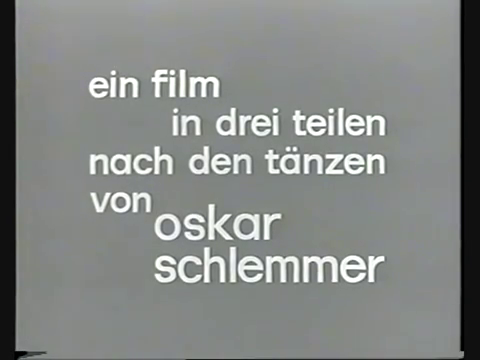 ein film
in drei teilen
nach den tänzen
von
oskar
schlemmer